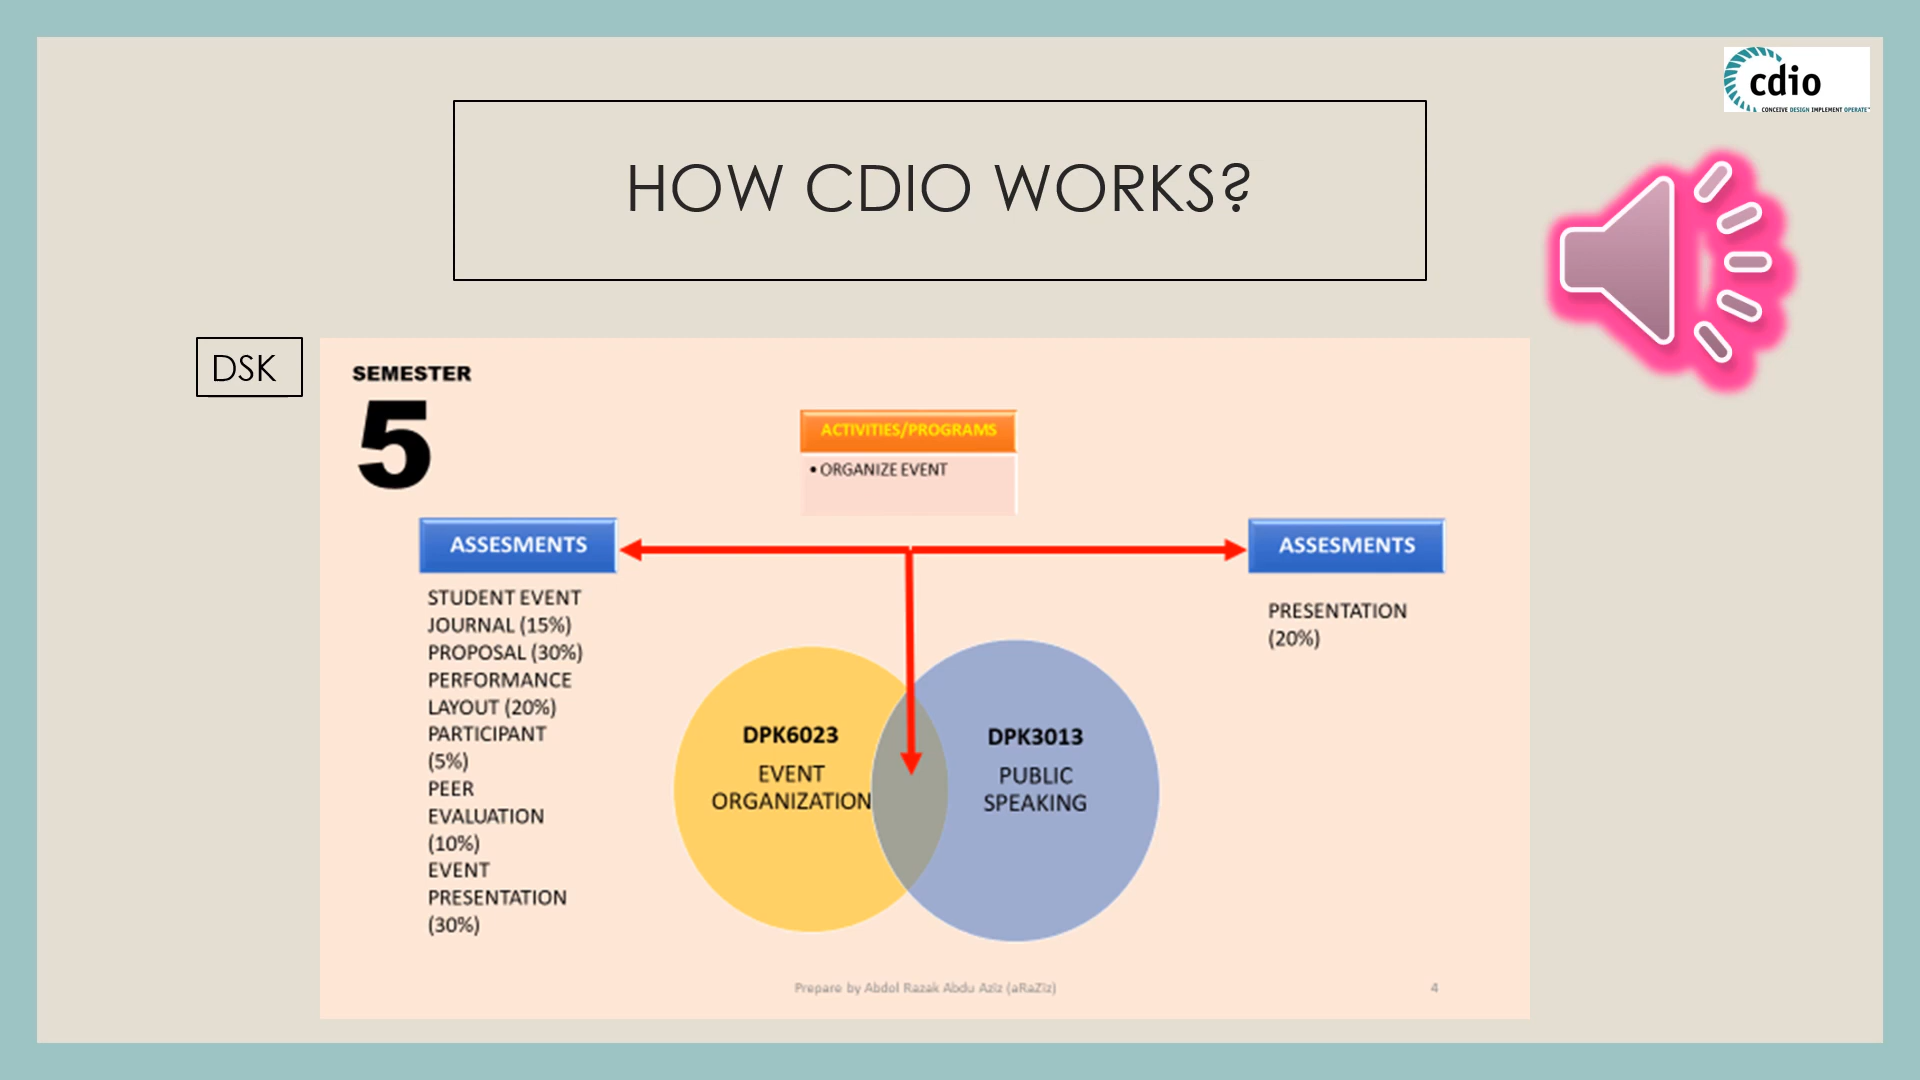 cdio
CONCEIVE DESIGN IMPLEMENT OPERATE
HOW CDIO WORKS?
DSK
SEMESTER
5
ACTIVITIES/PROGRAMS
• ORGANIZE EVENT
ASSESMENTS
STUDENT EVENT
JOURNAL (15%)
PROPOSAL (30%)
PERFORMANCE
LAYOUT (20%)
PARTICIPANT
(5%)
PEER
EVALUATION
(10%)
EVENT
PRESENTATION
(30%)
DPK6023
EVENT
ORGANIZATION
DPK3013
PUBLIC
SPEAKING
ASSESMENTS
PRESENTATION
(20%)
Prepare by Abdol Razak Abdu Aziz (aRaZiz)
4